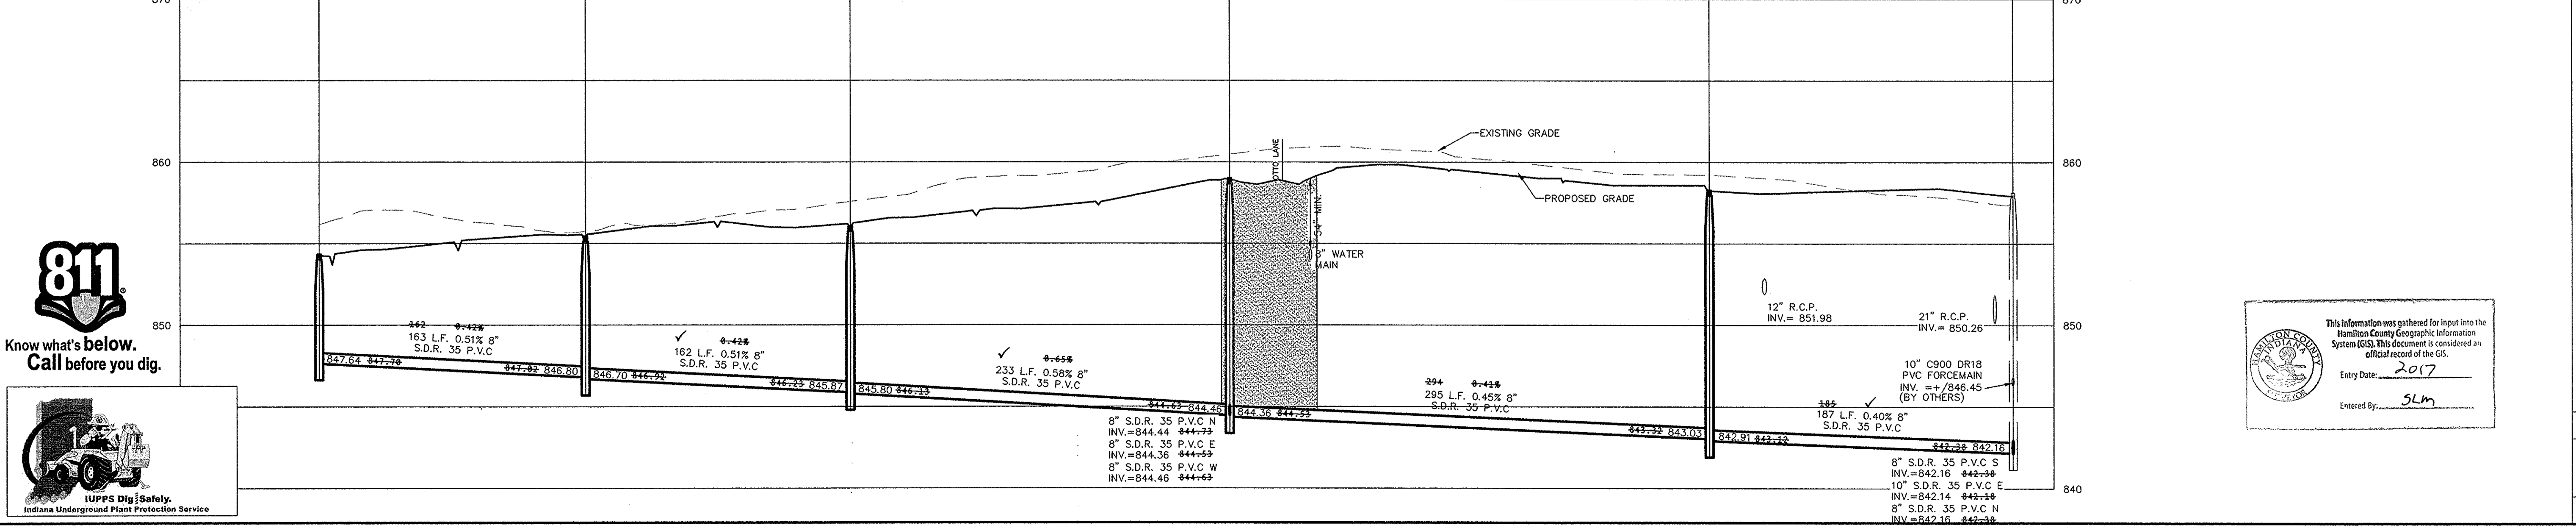 870
870
860
EXISTING GRADE
PROPOSED GRADE
OTTO LANE
54" MIN.
8" WATER
MAIN
860
811
Know what's below.
Call before you dig.
850
162 0.42%
163 L.F. 0.51% 8"
S.D.R. 35 P.V.C
847.64 847.70
847.02 846.80
0.42%
162 L.F. 0.51% 8"
S.D.R. 35 P.V.C
846.70 846.92
846.23 845.87
0.65%
233 L.F. 0.58% 8"
S.D.R. 35 P.V.C
845.80 846.13
844.63 844.46
844.36 844.53
8" S.D.R. 35 P.V.C N
INV.=844.44 844.73
8" S.D.R. 35 P.V.C E
INV.=844.36 844.53
8" S.D.R. 35 P.V.C W
INV.=844.46 844.63
294 0.41%
295 L.F. 0.45% 8"
S.D.R. 35 P.V.C
843.32 843.03
842.91 843.12
12" R.C.P.
INV.= 851.98
21" R.C.P.
INV.= 850.26
10" C900 DR18
PVC FORCEMAIN
INV. =+/846.45
(BY OTHERS)
185
187 L.F. 0.40% 8"
S.D.R. 35 P.V.C
842.38 842.16
8" S.D.R. 35 P.V.C S
INV.=842.16 842.38
10" S.D.R. 35 P.V.C E
INV.=842.14 842.18
8" S.D.R. 35 P.V.C N
INV=842.16 842.38
850
840
IUPPS Dig Safely.
Indiana Underground Plant Protection Service
HAMILTON COUNTY
INDIANA
This information was gathered for input into the
Hamilton County Geographic Information
System (GIS). This document is considered an
official record of the GIS.
Entry Date: 2017
Entered By: SLM